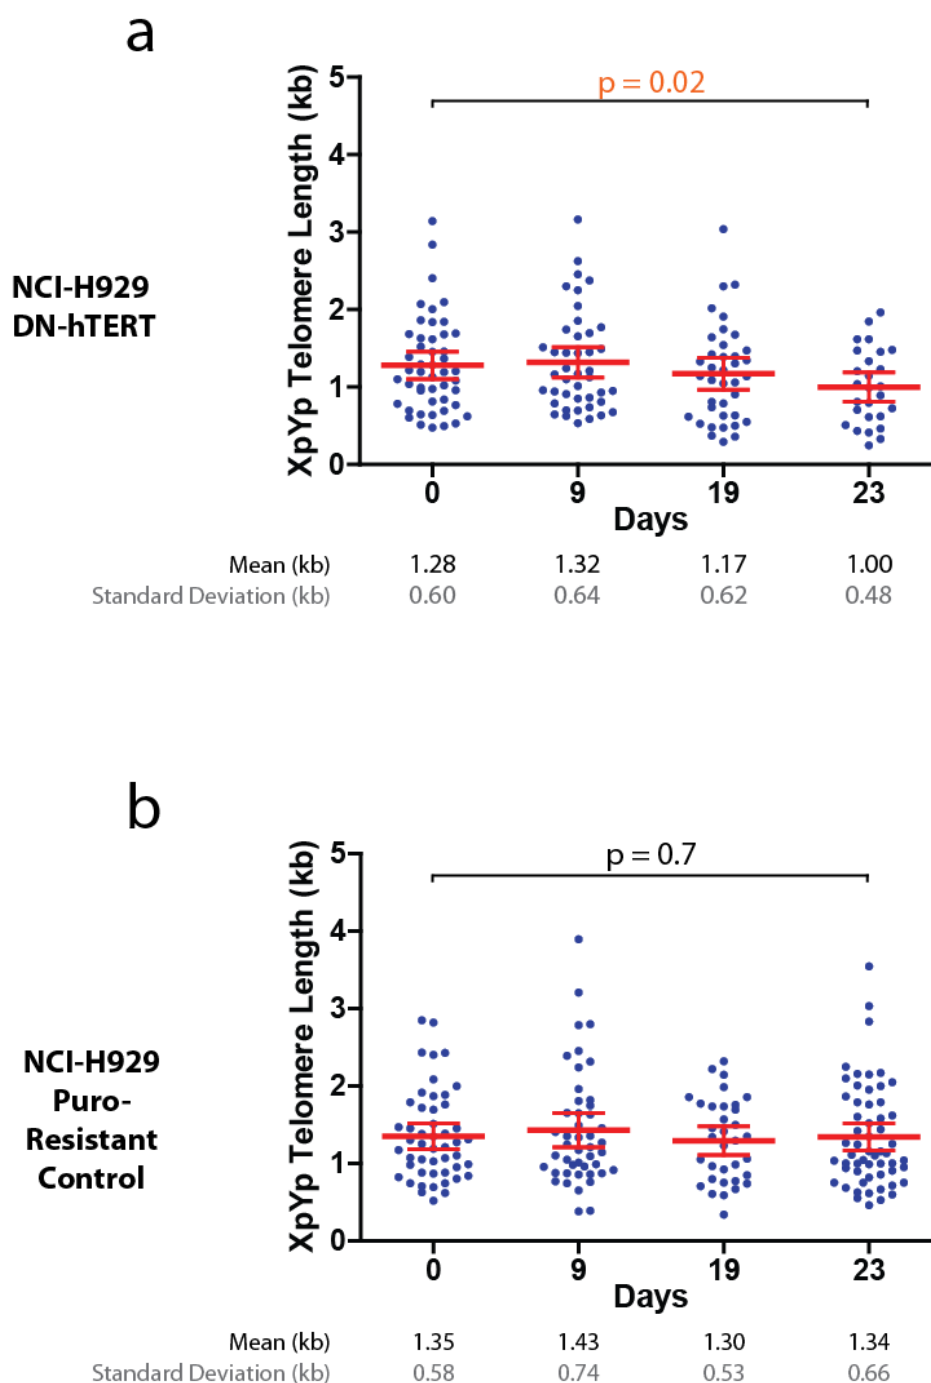 a
p = 0.02
XpYp Telomere Length (kb)
5
4
3
2
1
0
NCI-H929
DN-hTERT
0 9 19 23
Days
Mean (kb) 1.28 1.32 1.17 1.00
Standard Deviation (kb) 0.60 0.64 0.62 0.48
b
p = 0.7
XpYp Telomere Length (kb)
5
4
3
2
1
0
NCI-H929
Puro-
Resistant
Control
0 9 19 23
Days
Mean (kb) 1.35 1.43 1.30 1.34
Standard Deviation (kb) 0.58 0.74 0.53 0.66